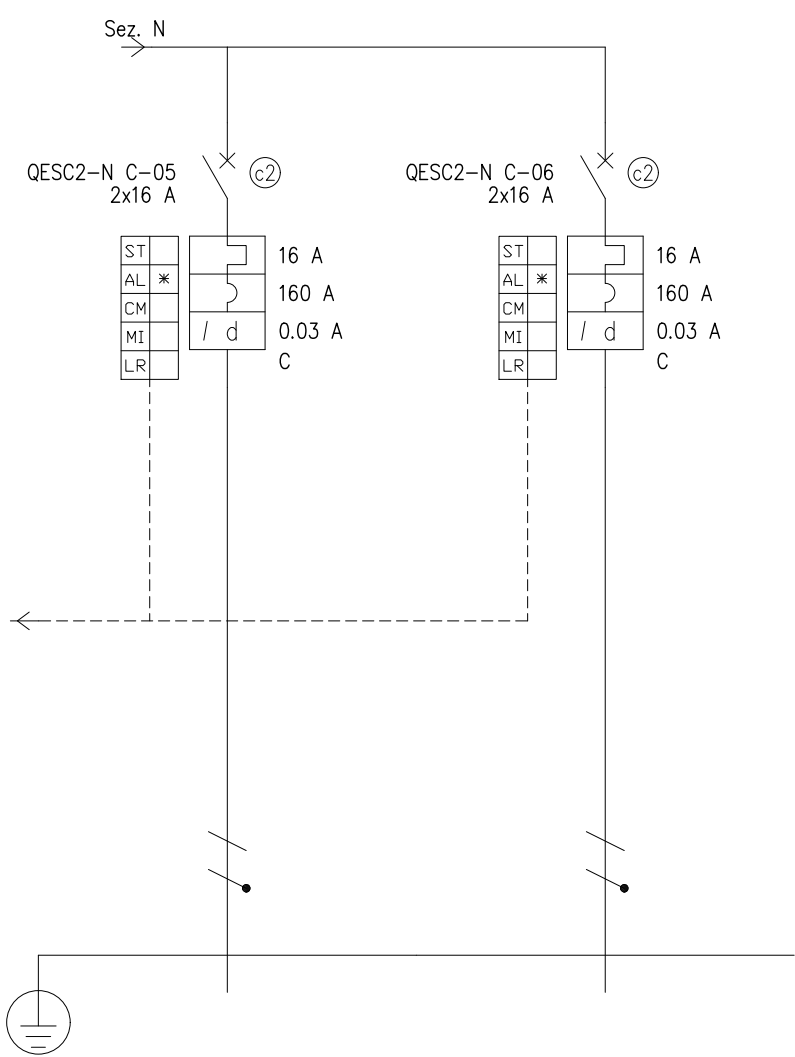 Sez. N
QESC2-N C-05
2x16 A
c2
ST
AL *
CM
MI
LR
16 A
160 A
/ d
0.03 A
C
QESC2-N C-06
2x16 A
c2
ST
AL *
CM
MI
LR
16 A
160 A
/ d
0.03 A
C